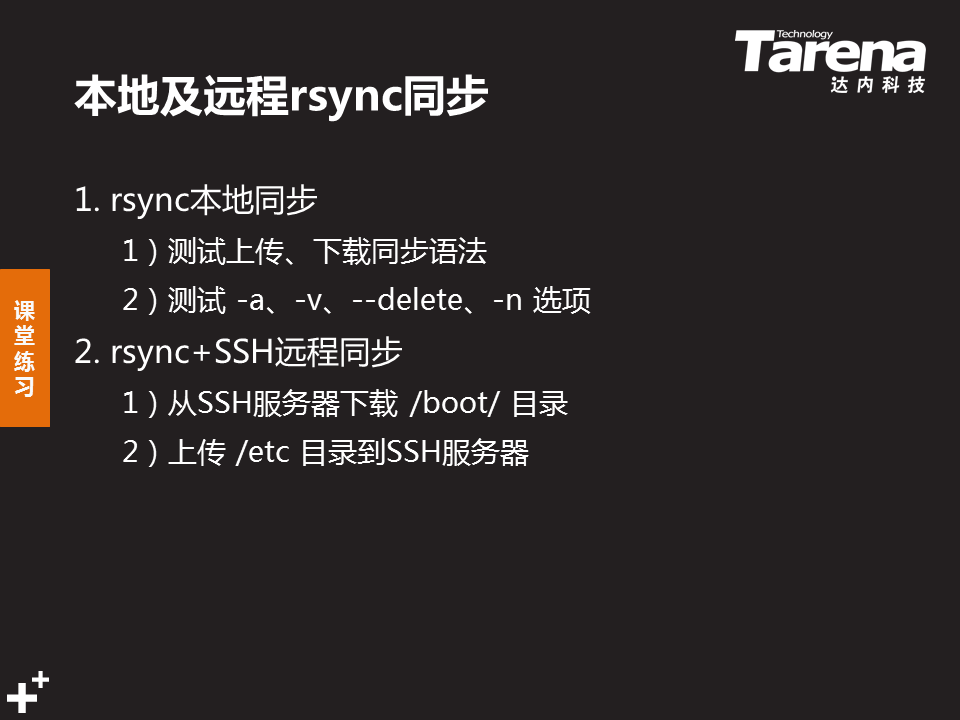 Technology
Tarena
达内科技
本地及远程rsync同步
1. rsync本地同步
1）测试上传、下载同步语法
2）测试 -a、-v、--delete、-n 选项
2. rsync+SSH远程同步
1）从SSH服务器下载 /boot/ 目录
2）上传 /etc 目录到SSH服务器
课
堂
练
习